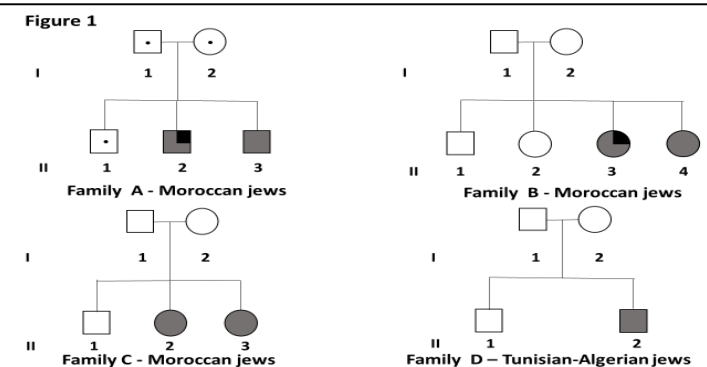 Figure 1
I 1 2
II 1 2 3
Family A - Moroccan jews
I 1 2
II 1 2 3 4
Family B - Moroccan jews
I 1 2
II 1 2 3
Family C - Moroccan jews
I 1 2
II 1 2
Family D – Tunisian-Algerian jews